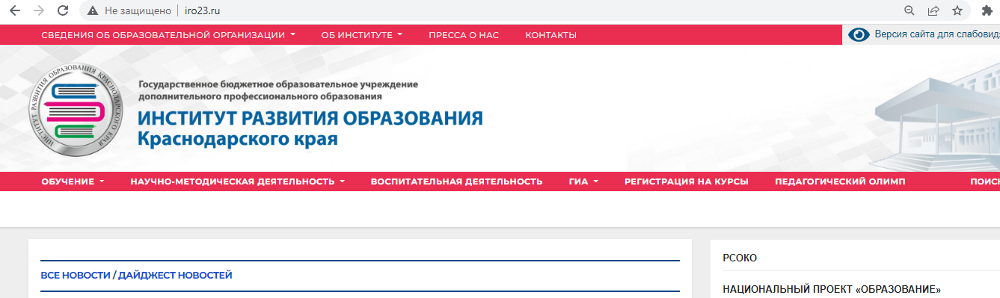 Не защищено iro23.ru
СВЕДЕНИЯ ОБ ОБРАЗОВАТЕЛЬНОЙ ОРГАНИЗАЦИИ ОБ ИНСТИТУТЕ ПРЕССА О НАС КОНТАКТЫ Версия сайта для слабовидя
ИНСТИТУТ РАЗВИТИЯ ОБРАЗОВАНИЯ КРАСНОДАРСКОГО КРАЯ
Государственное бюджетное образовательное учреждение
дополнительного профессионального образования
ИНСТИТУТ РАЗВИТИЯ ОБРАЗОВАНИЯ
Краснодарского края
ОБУЧЕНИЕ НАУЧНО-МЕТОДИЧЕСКАЯ ДЕЯТЕЛЬНОСТЬ ВОСПИТАТЕЛЬНАЯ ДЕЯТЕЛЬНОСТЬ ГИА РЕГИСТРАЦИЯ НА КУРСЫ ПЕДАГОГИЧЕСКИЙ ОЛИМП ПОИСК
ВСЕ НОВОСТИ / ДАЙДЖЕСТ НОВОСТЕЙ
РСОКО
НАЦИОНАЛЬНЫЙ ПРОЕКТ «ОБРАЗОВАНИЕ»